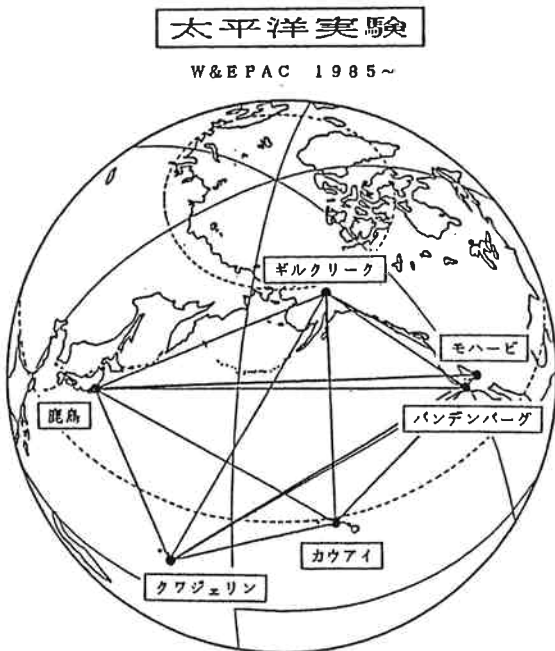 太平洋実験
W&EPAC 1985~
ギルクリーク
モハービ
鹿島
バンデンバーグ
カウアイ
クワジェリン